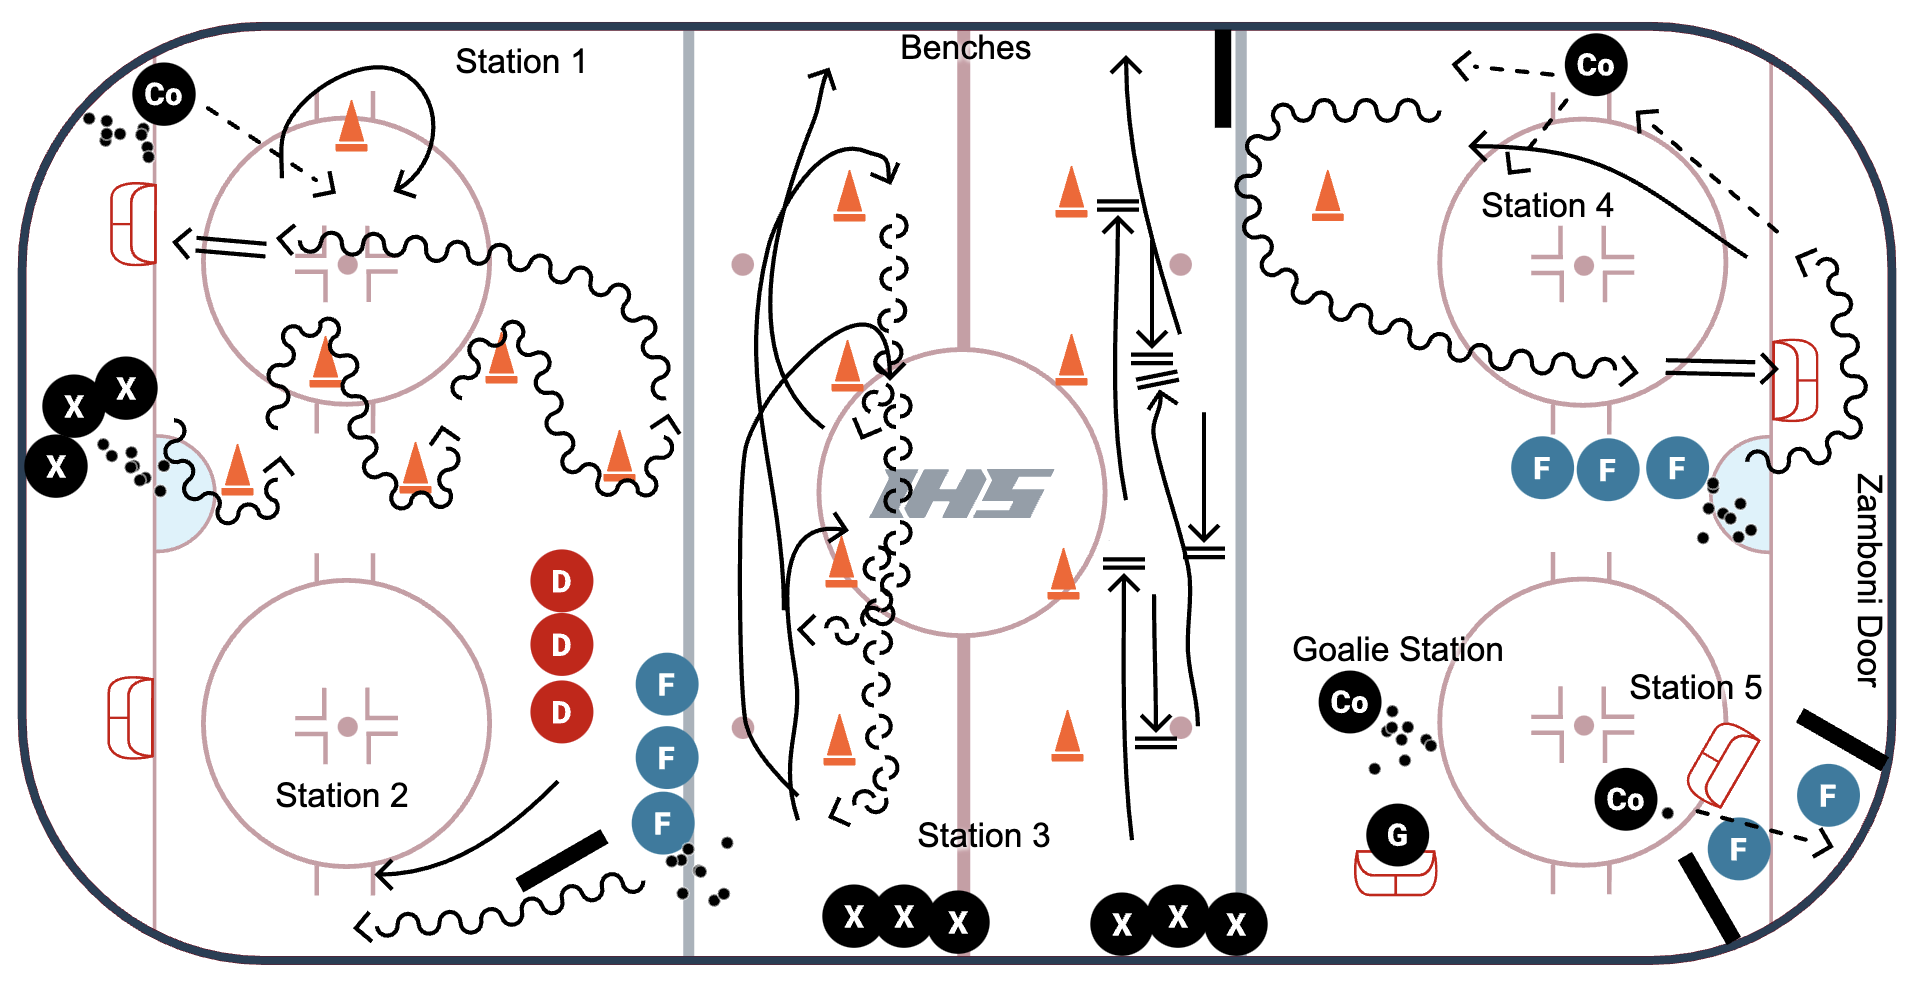 Station 1
Benches
Co
Co
Station 4
X
X
X
F
F
F
IHS
Zamboni Door
D
D
D
F
F
F
Goalie Station
Station 5
Co
Station 2
Co
F
F
G
Station 3
X
X
X
X
X
X